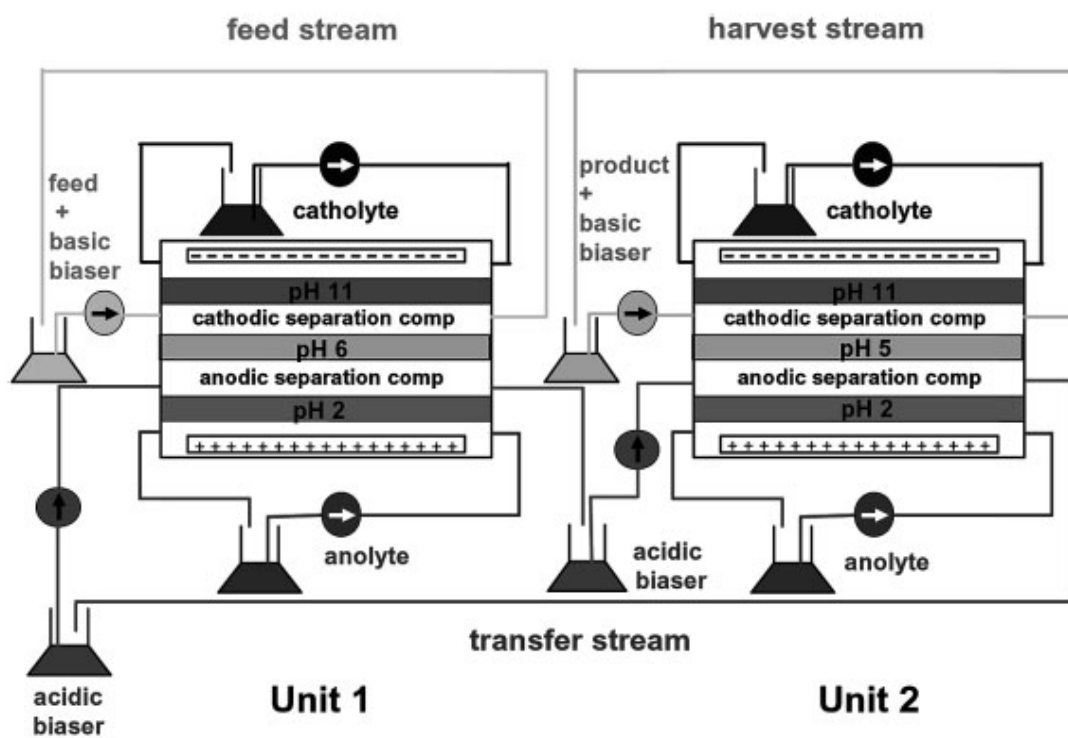 feed stream
harvest stream
feed
+
basic
biaser
catholyte
pH 11
cathodic separation comp
pH 6
anodic separation comp
pH 2
anolyte
product
+
basic
biaser
catholyte
pH 11
cathodic separation comp
pH 5
anodic separation comp
pH 2
acidic
biaser
anolyte
transfer stream
acidic
biaser
Unit 1
Unit 2